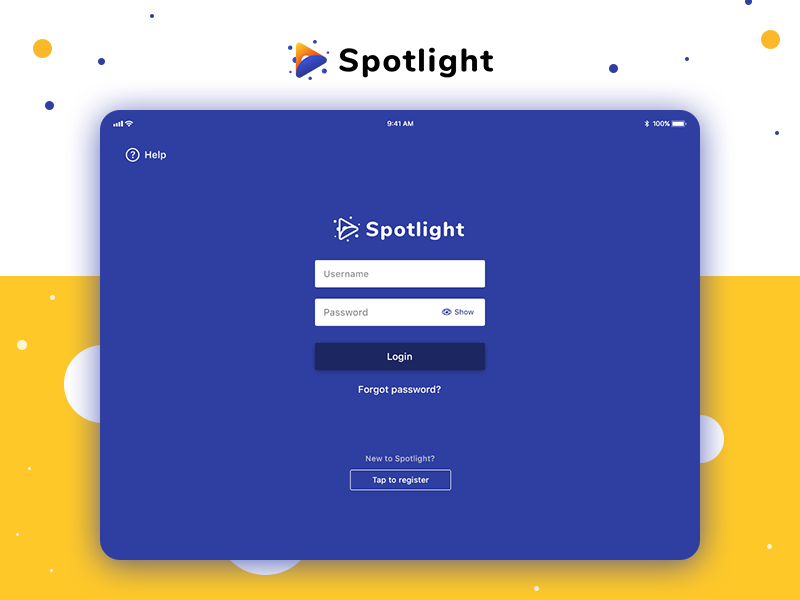 Spotlight
9:41 AM
100%
? Help
Spotlight
Username
Password
Show
Login
Forgot password?
New to Spotlight?
Tap to register